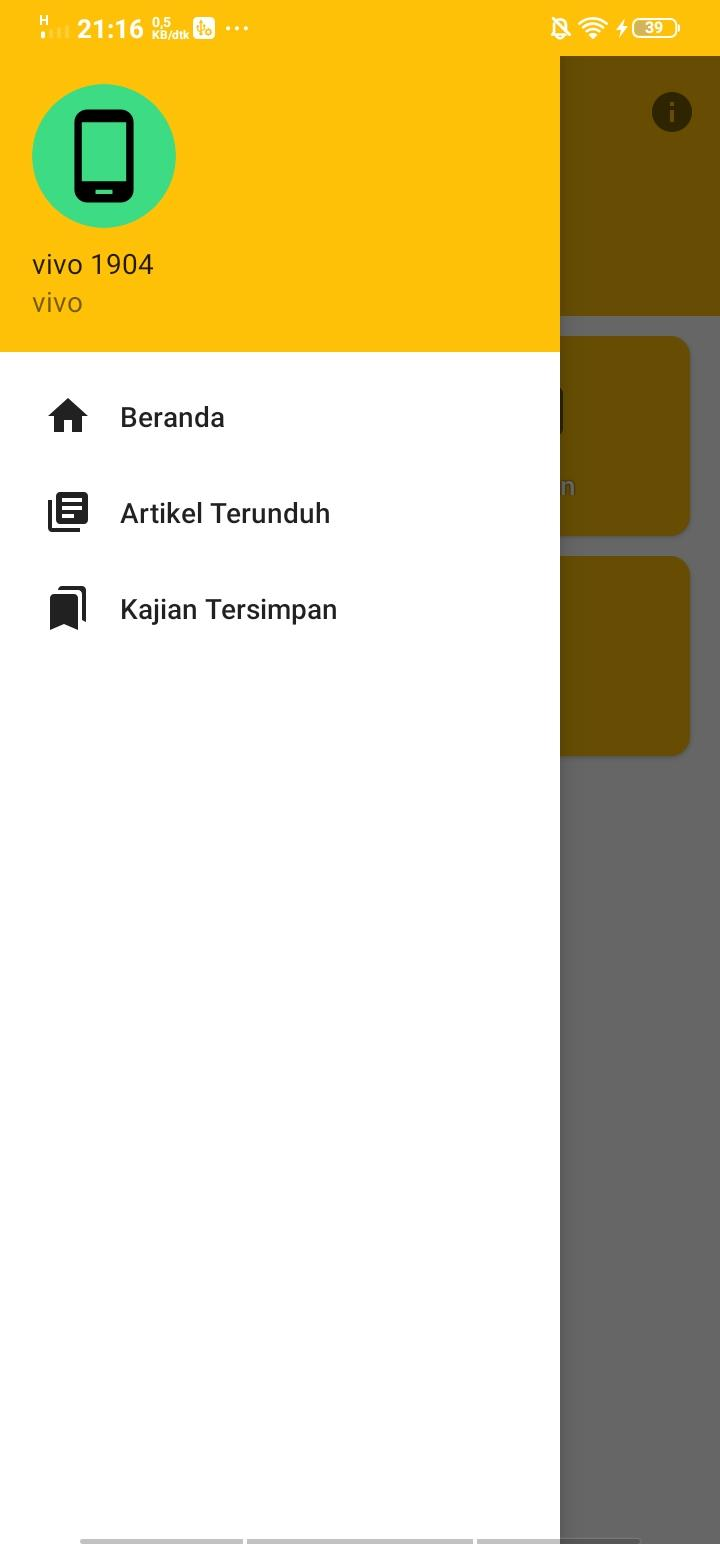 H 21:16 0,5 KB/dtk 39
vivo 1904
vivo
Beranda
Artikel Terunduh
Kajian Tersimpan
n